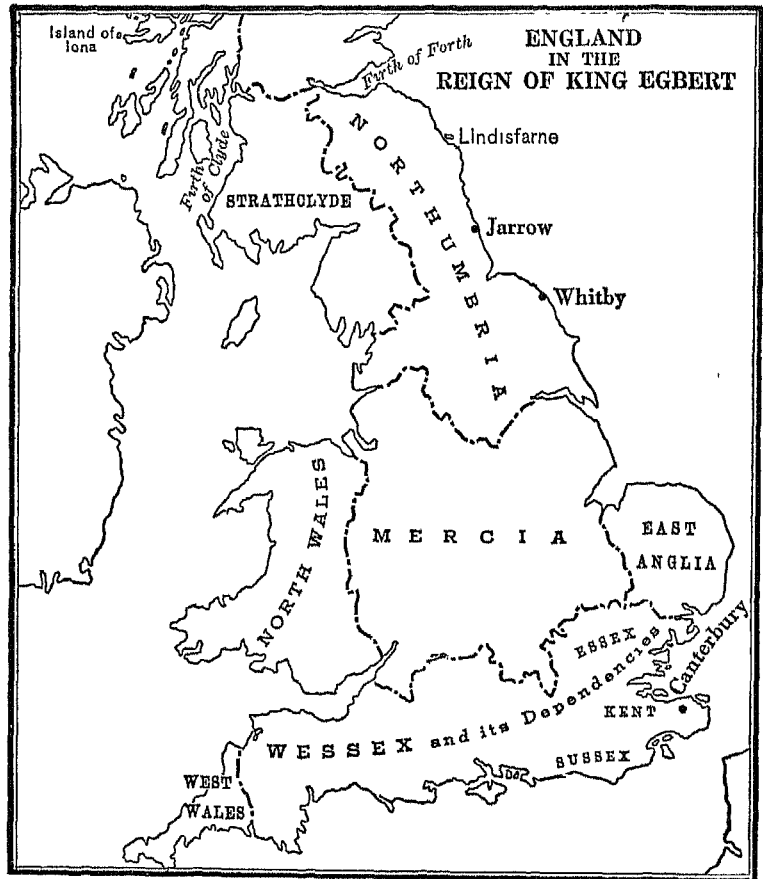 Island of
Iona
Firth of Forth
ENGLAND
IN THE
REIGN OF KING EGBERT
Lindisfarne
Firth
of Clyde
STRATHCLYDE
NORTHUMBRIA
Jarrow
Whitby
NORTH WALES
MERCIA
EAST
ANGLIA
ESSEX
Canterbury
WESSEX and its Dependencies
KENT
SUSSEX
WEST
WALES